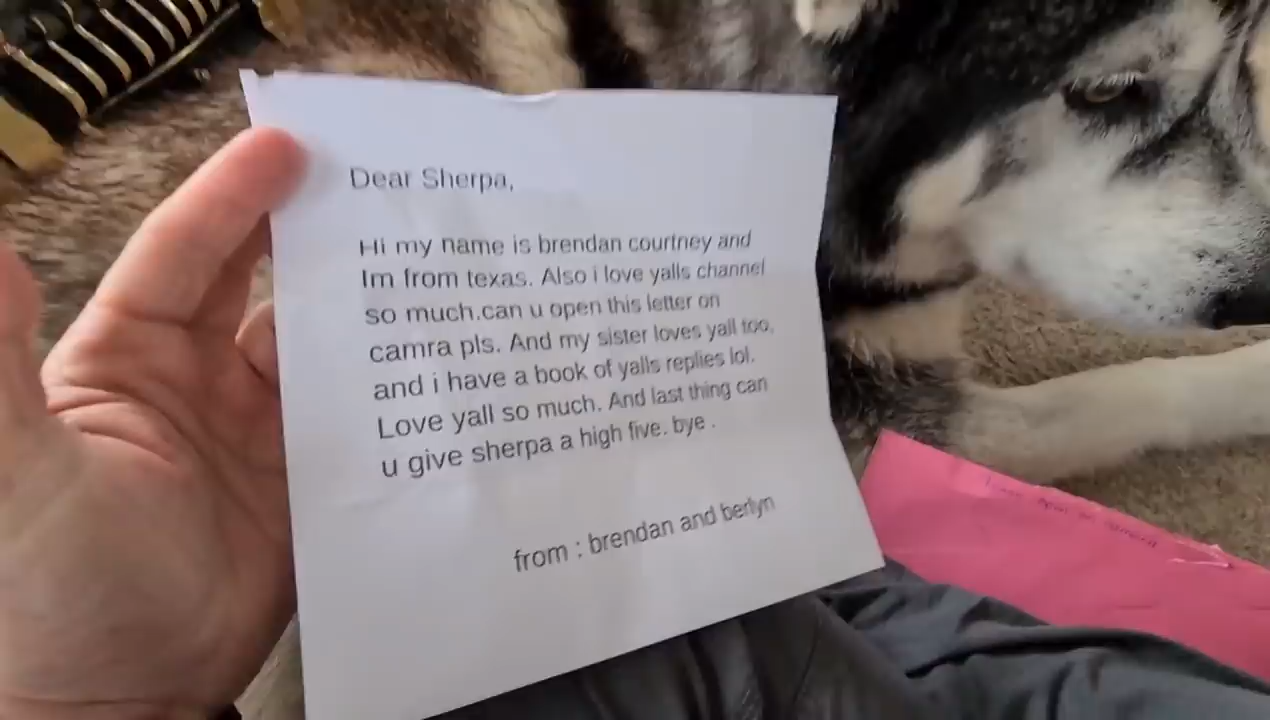 Dear Sherpa,
Hi my name is brendan courtney and
Im from texas. Also i love yalls channel
so much.can u open this letter on
camra pls. And my sister loves yall too.
and i have a book of yalls replies lol.
Love yall so much. And last thing can
u give sherpa a high five. bye .
from : brendan and berlyn